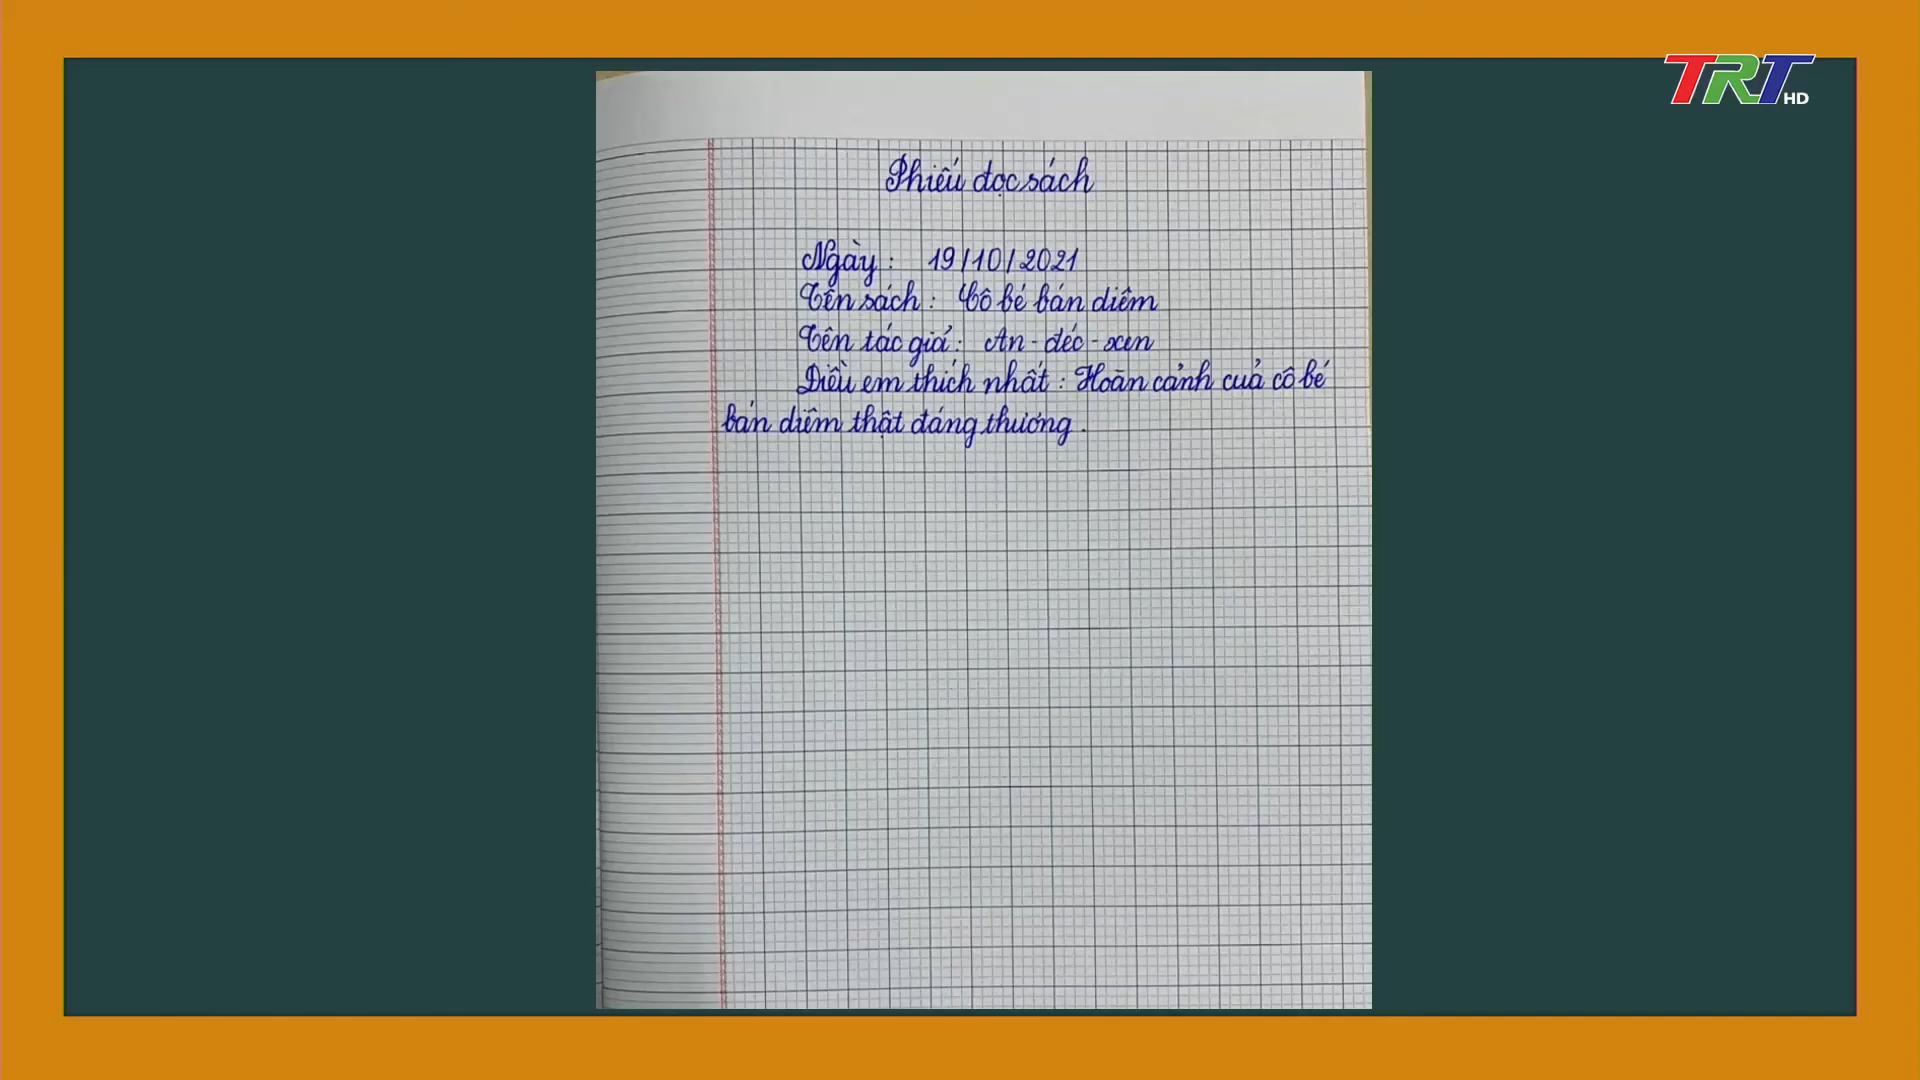 TRT HD
Phiếu đọc sách
Ngày: 19/10/2021
Tên sách: Cô bé bán diêm
Tên tác giả: An-đéc-xen
Điều em thích nhất: Hoàn cảnh của cô bé
bán diêm thật đáng thương.